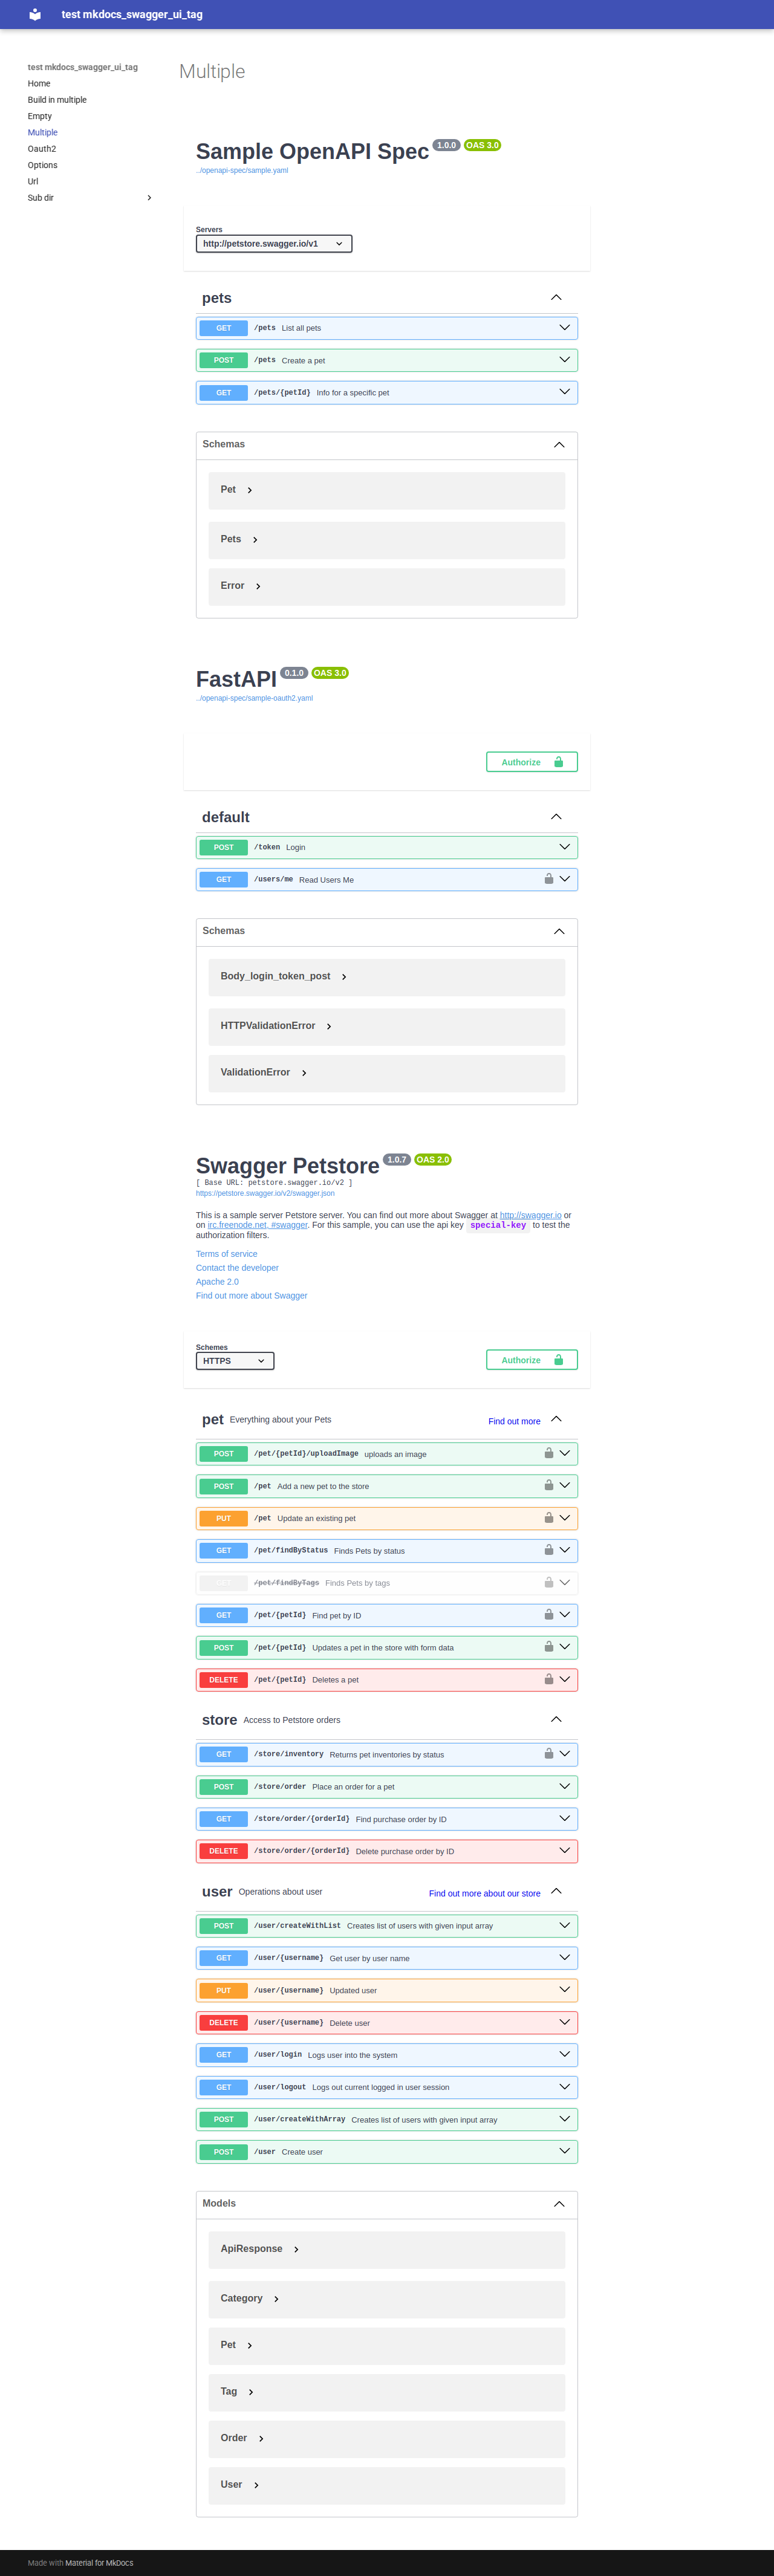 test mkdocs_swagger_ui_tag
test mkdocs_swagger_ui_tag
Home
Build in multiple
Empty
Multiple
Oauth2
Options
Url
Sub dir
Multiple
Sample OpenAPI Spec 1.0.0 OAS 3.0
../openapi-spec/sample.yaml
Servers
http://petstore.swagger.io/v1
pets
GET /pets List all pets
POST /pets Create a pet
GET /pets/{petId} Info for a specific pet
Schemas
Pet
Pets
Error
FastAPI 0.1.0 OAS 3.0
../openapi-spec/sample-oauth2.yaml
Authorize
default
POST /token Login
GET /users/me Read Users Me
Schemas
Body_login_token_post
HTTPValidationError
ValidationError
Swagger Petstore 1.0.7 OAS 2.0
[ Base URL: petstore.swagger.io/v2 ]
https://petstore.swagger.io/v2/swagger.json
This is a sample server Petstore server. You can find out more about Swagger at http://swagger.io or
on irc.freenode.net, #swagger. For this sample, you can use the api key special-key to test the
authorization filters.
Terms of service
Contact the developer
Apache 2.0
Find out more about Swagger
Schemes
HTTPS
Authorize
pet Everything about your Pets Find out more
POST /pet/{petId}/uploadImage uploads an image
POST /pet Add a new pet to the store
PUT /pet Update an existing pet
GET /pet/findByStatus Finds Pets by status
GET /pet/findByTags Finds Pets by tags
GET /pet/{petId} Find pet by ID
POST /pet/{petId} Updates a pet in the store with form data
DELETE /pet/{petId} Deletes a pet
store Access to Petstore orders
GET /store/inventory Returns pet inventories by status
POST /store/order Place an order for a pet
GET /store/order/{orderId} Find purchase order by ID
DELETE /store/order/{orderId} Delete purchase order by ID
user Operations about user Find out more about our store
POST /user/createWithList Creates list of users with given input array
GET /user/{username} Get user by user name
PUT /user/{username} Updated user
DELETE /user/{username} Delete user
GET /user/login Logs user into the system
GET /user/logout Logs out current logged in user session
POST /user/createWithArray Creates list of users with given input array
POST /user Create user
Models
ApiResponse
Category
Pet
Tag
Order
User
Made with Material for MkDocs